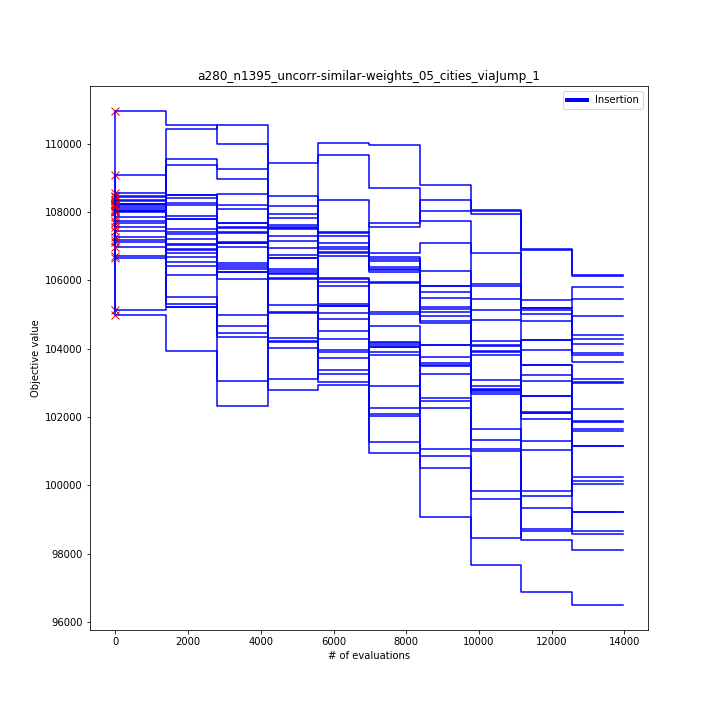 a280_n1395_uncorr-similar-weights_05_cities_viaJump_1
Insertion
110000
108000
106000
104000
102000
100000
98000
96000
Objective value
0 2000 4000 6000 8000 10000 12000 14000
# of evaluations